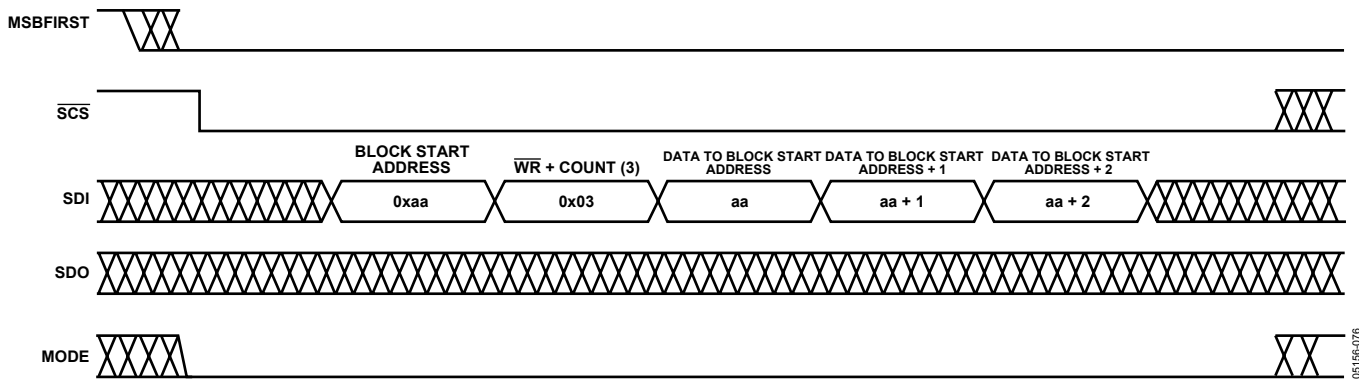 MSBFIRST
SCS
BLOCK START
ADDRESS
WR + COUNT (3)
DATA TO BLOCK START
ADDRESS
DATA TO BLOCK START
ADDRESS + 1
DATA TO BLOCK START
ADDRESS + 2
SDI
0xaa
0x03
aa
aa + 1
aa + 2
SDO
MODE
05156-076